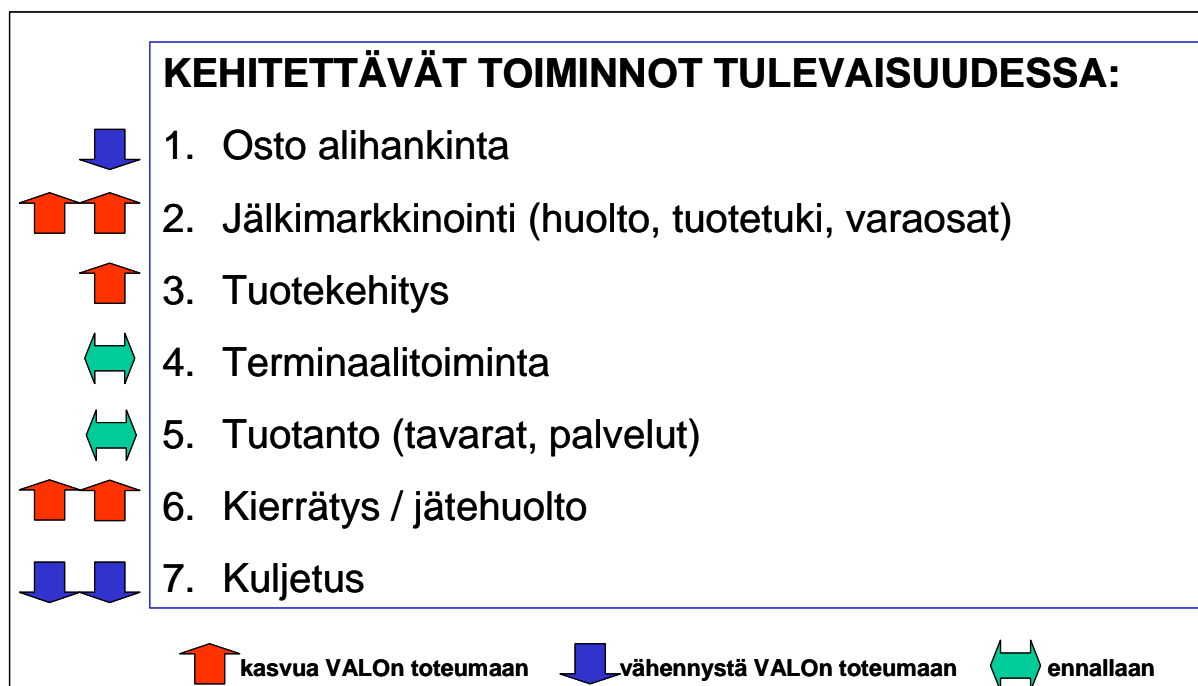 KEHITETTÄVÄT TOIMINNOT TULEVAISUUDESSA:
1. Osto alihankinta
2. Jälkimarkkinointi (huolto, tuotetuki, varaosat)
3. Tuotekehitys
4. Terminaalitoiminta
5. Tuotanto (tavarat, palvelut)
6. Kierrätys / jätehuolto
7. Kuljetus
kasvua VALOn toteumaan vähennystä VALOn toteumaan ennallaan